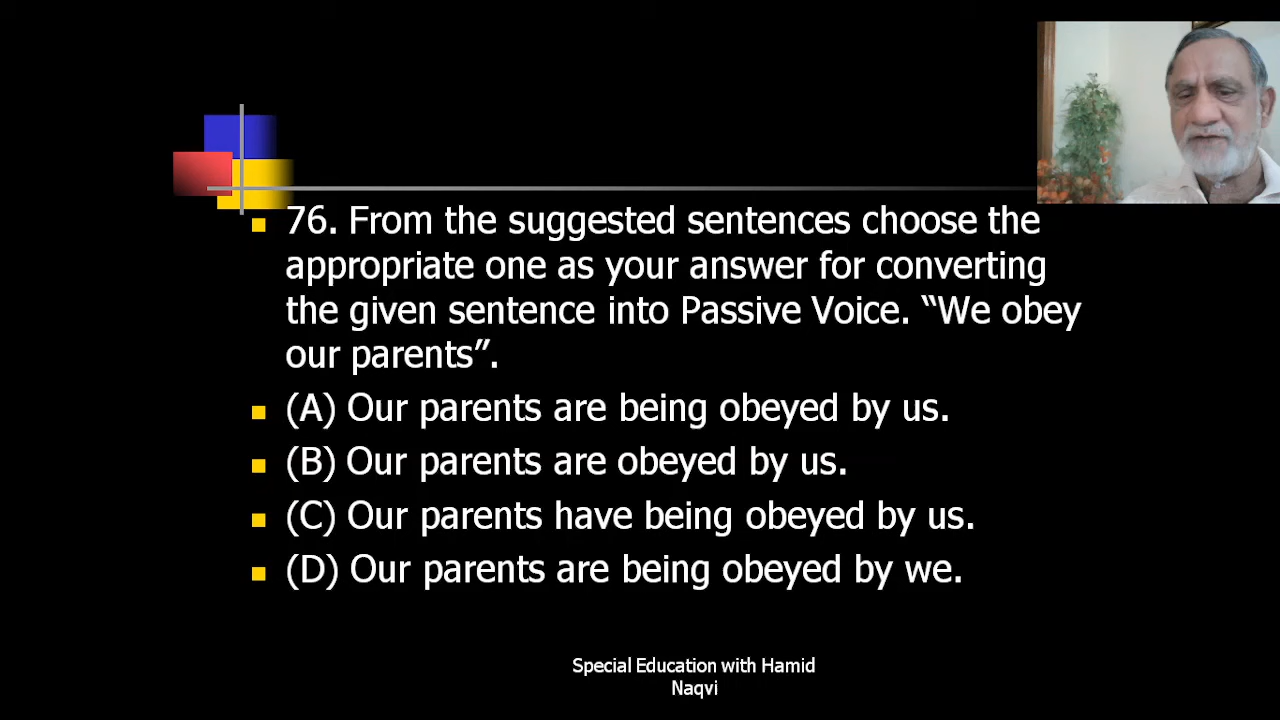 76. From the suggested sentences choose the
appropriate one as your answer for converting
the given sentence into Passive Voice. “We obey
our parents”.
(A) Our parents are being obeyed by us.
(B) Our parents are obeyed by us.
(C) Our parents have being obeyed by us.
(D) Our parents are being obeyed by we.
Special Education with Hamid
Naqvi